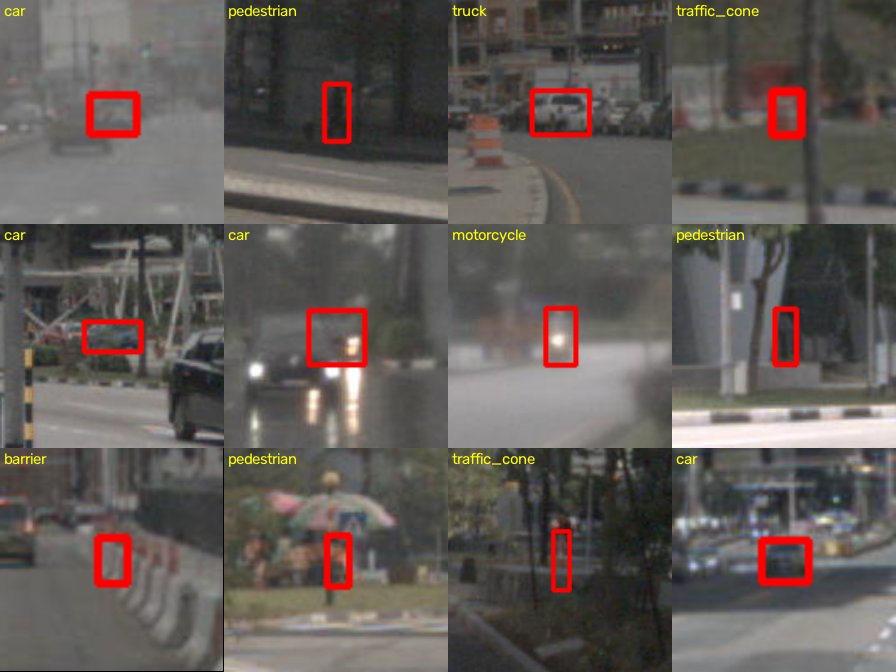 car
pedestrian
truck
traffic_cone
car
car
motorcycle
pedestrian
barrier
pedestrian
traffic_cone
car